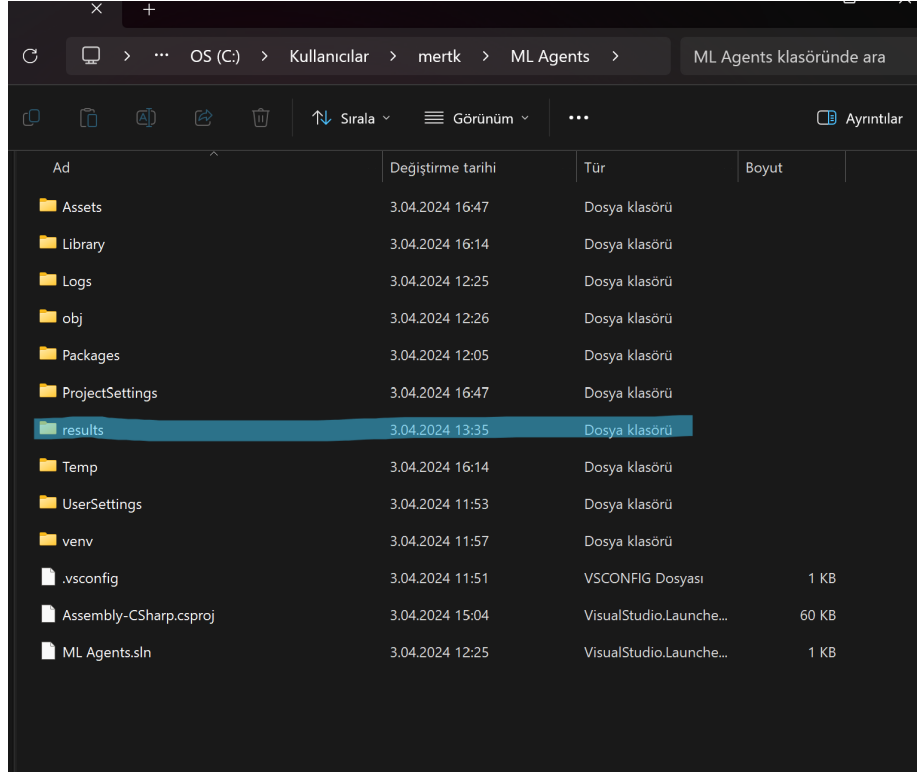 OS (C:) > Kullanıcılar > mertk > ML Agents >
ML Agents klasöründe ara
Sırala
Görünüm
Ayrıntılar
Ad Değiştirme tarihi Tür Boyut
Assets 3.04.2024 16:47 Dosya klasörü
Library 3.04.2024 16:14 Dosya klasörü
Logs 3.04.2024 12:25 Dosya klasörü
obj 3.04.2024 12:26 Dosya klasörü
Packages 3.04.2024 12:05 Dosya klasörü
ProjectSettings 3.04.2024 16:47 Dosya klasörü
results 3.04.2024 13:35 Dosya klasörü
Temp 3.04.2024 16:14 Dosya klasörü
UserSettings 3.04.2024 11:53 Dosya klasörü
venv 3.04.2024 11:57 Dosya klasörü
.vsconfig 3.04.2024 11:51 VSCONFIG Dosyası 1 KB
Assembly-CSharp.csproj 3.04.2024 15:04 VisualStudio.Launche... 60 KB
ML Agents.sln 3.04.2024 12:25 VisualStudio.Launche... 1 KB